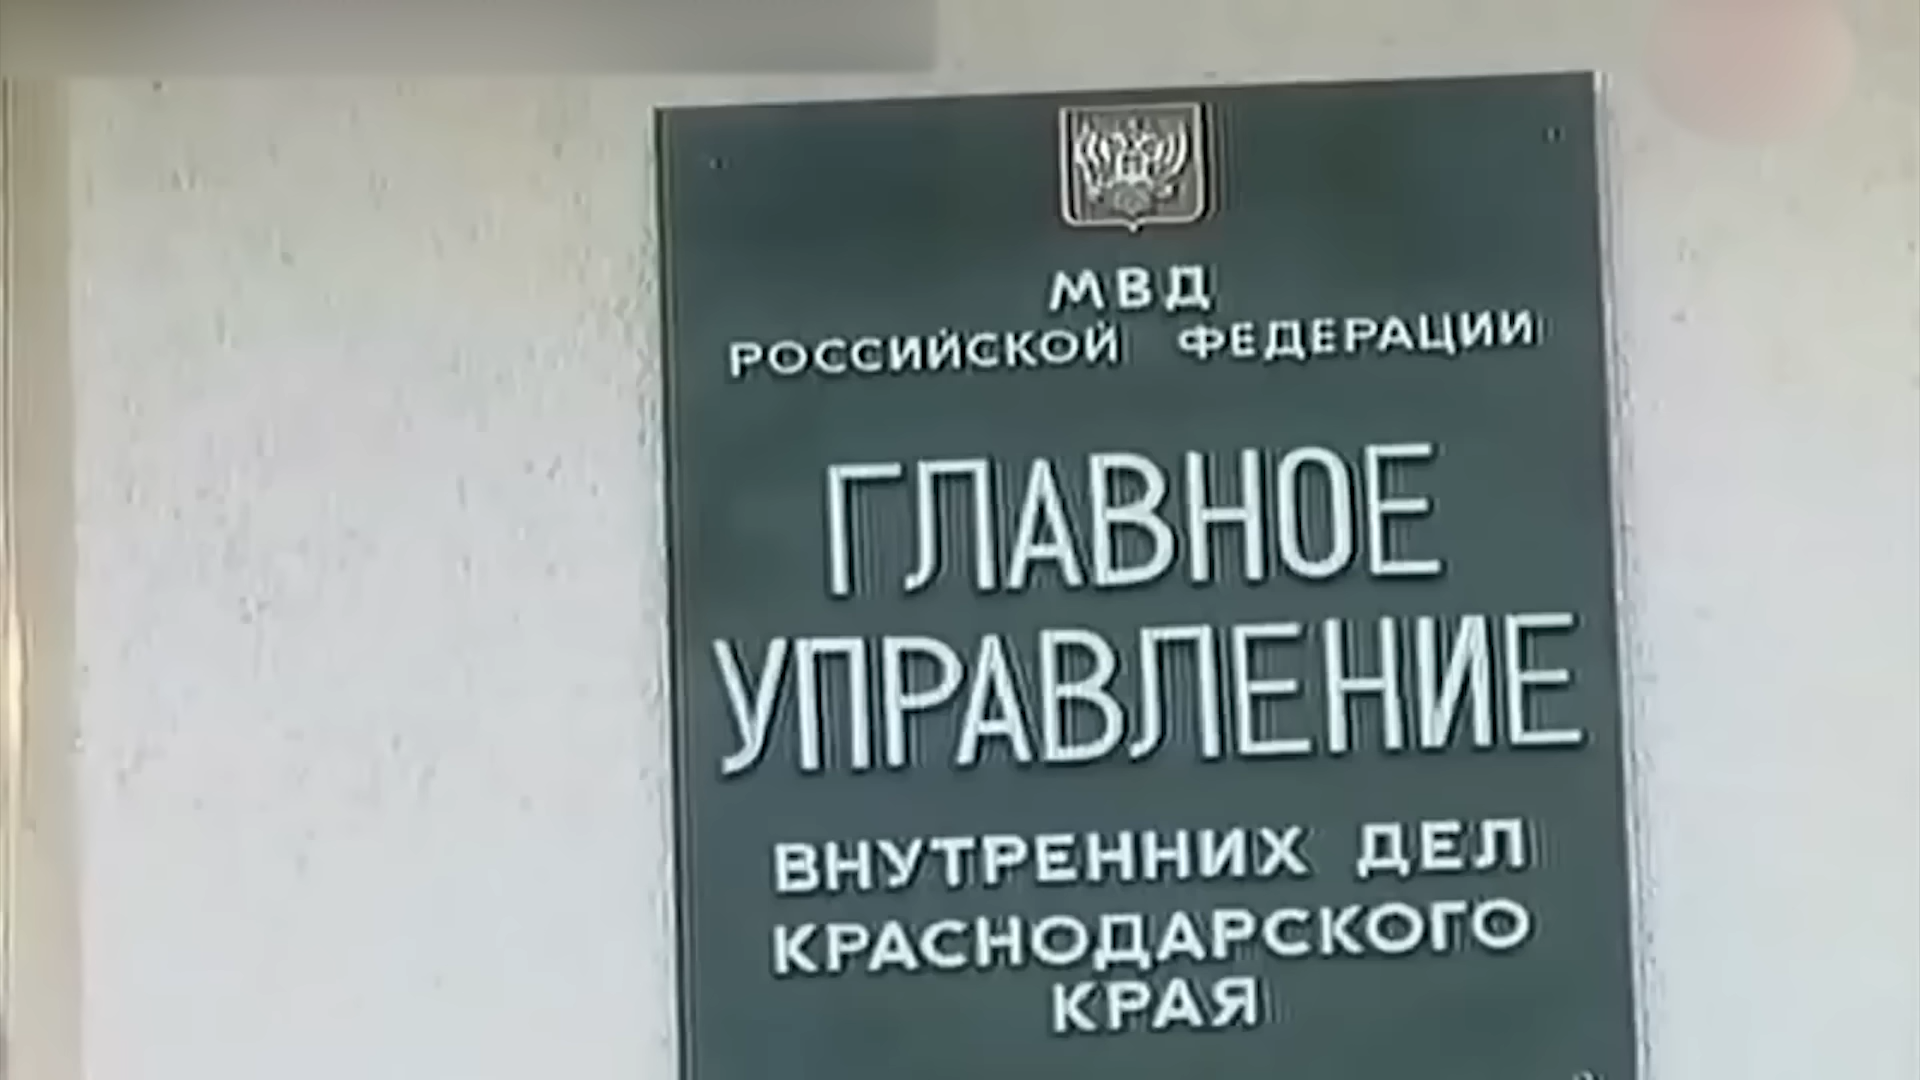 МВД
РОССИЙСКОЙ ФЕДЕРАЦИИ
ГЛАВНОЕ
УПРАВЛЕНИЕ
ВНУТРЕННИХ ДЕЛ
КРАСНОДАРСКОГО
КРАЯ